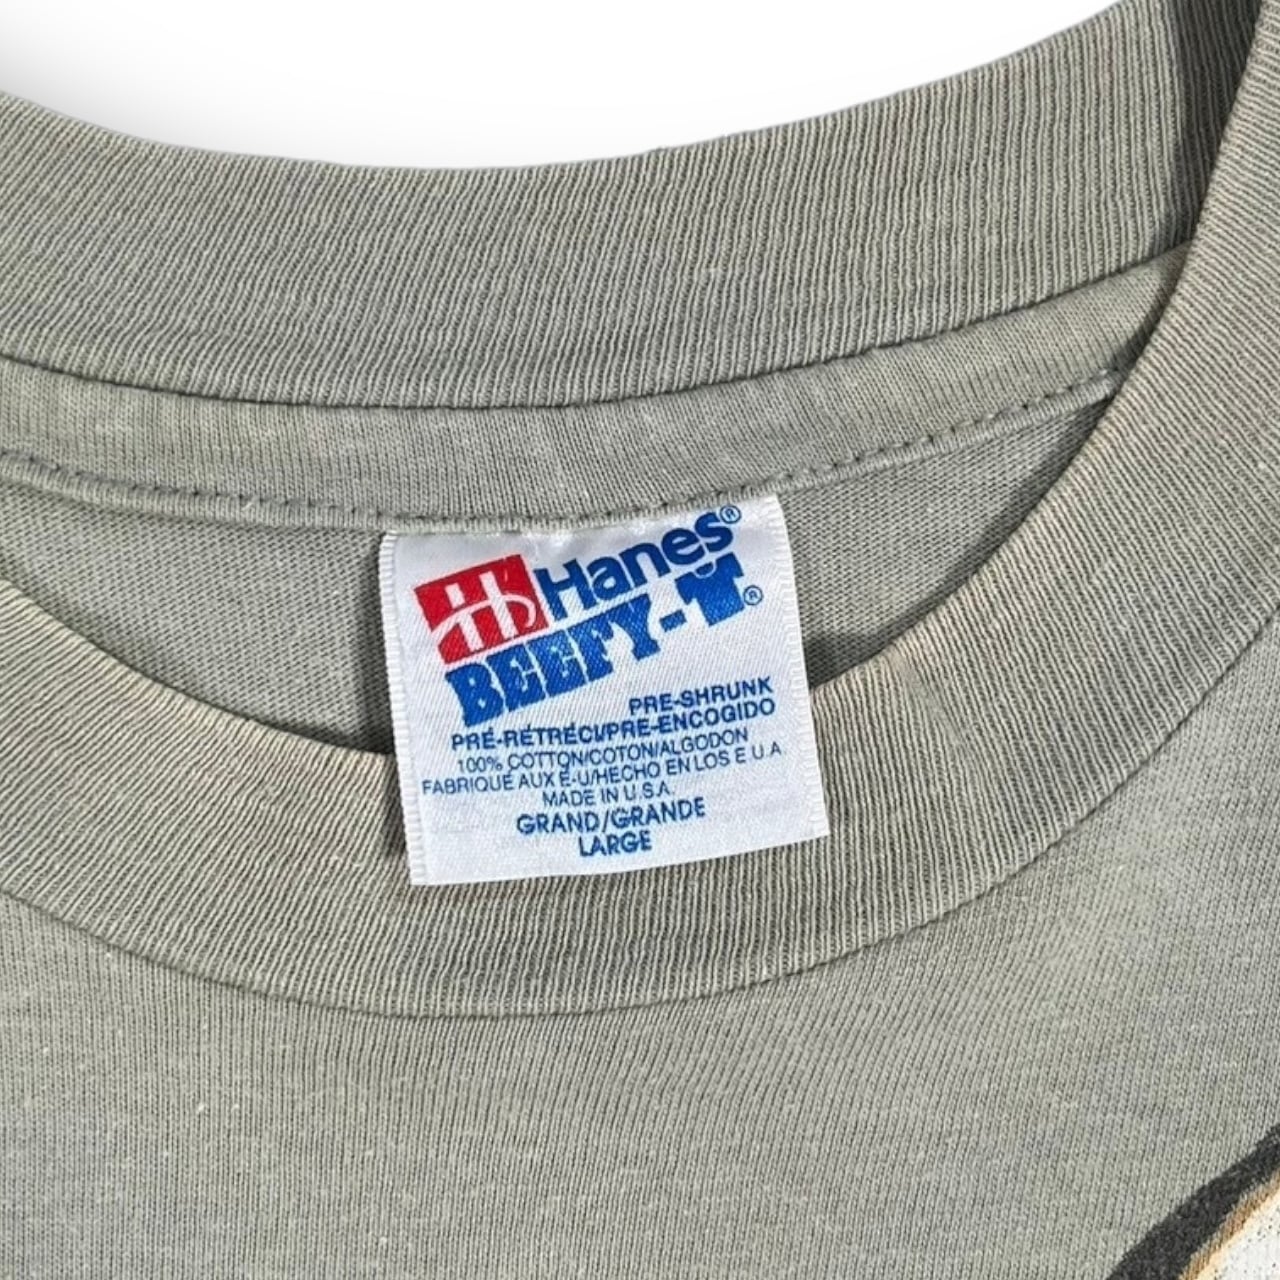 Hanes®
BEEFY-T®
PRE-SHRUNK
PRÉ-RÉTRÉCI/PRE-ENCOGIDO
100% COTTON/COTON/ALGODON
FABRIQUÉ AUX É-U/HECHO EN LOS E U.A.
MADE IN U.S.A.
GRAND/GRANDE
LARGE